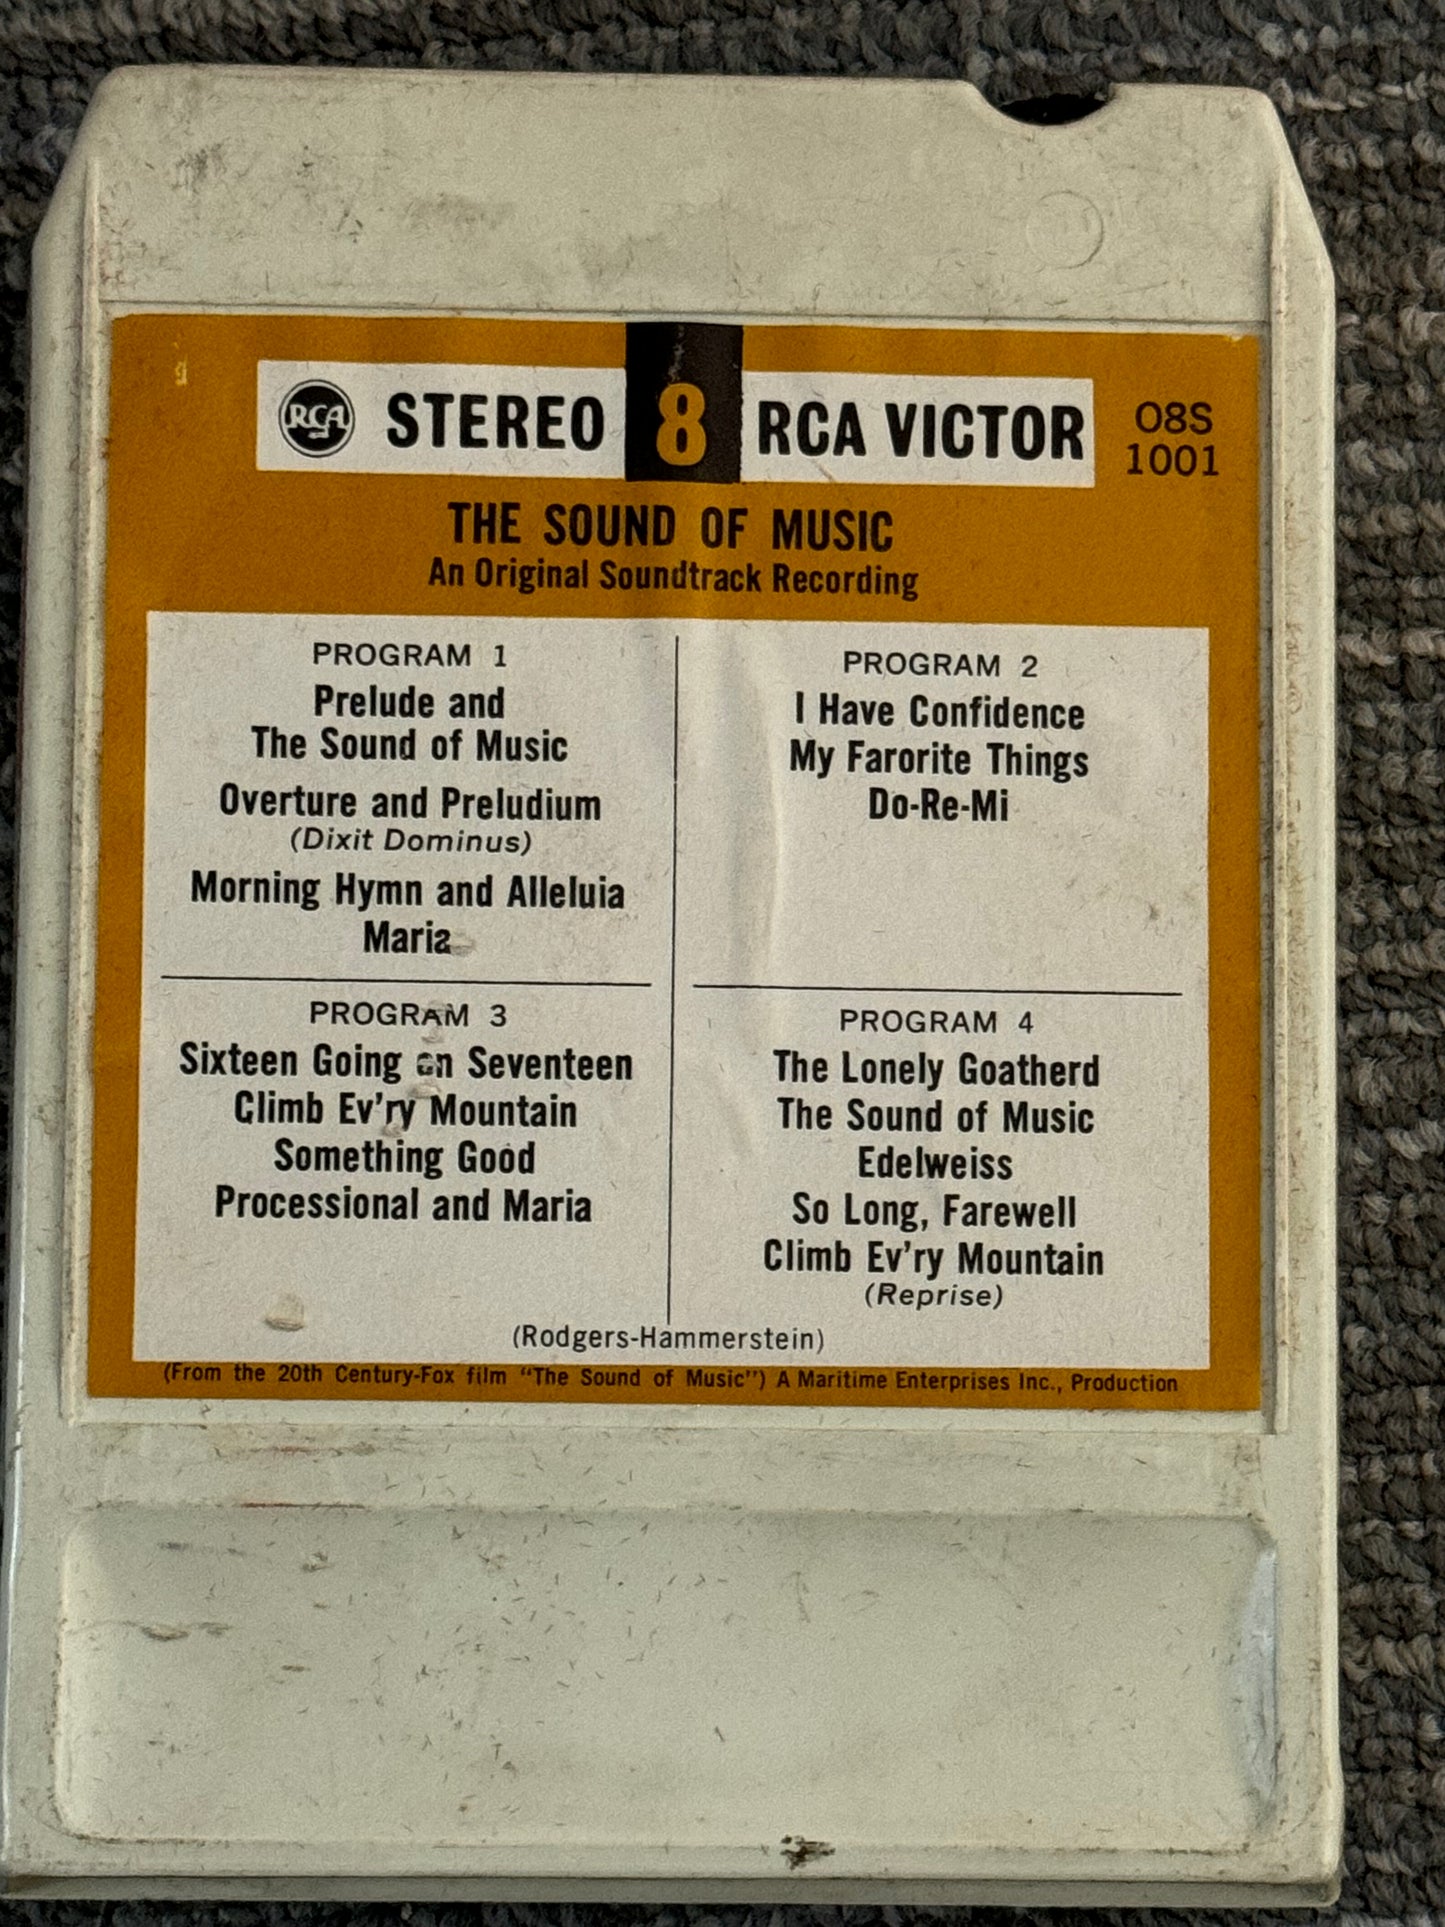 RCA STEREO 8 RCA VICTOR
O8S
1001
THE SOUND OF MUSIC
An Original Soundtrack Recording
PROGRAM 1
Prelude and
The Sound of Music
Overture and Preludium
(Dixit Dominus)
Morning Hymn and Alleluia
Maria
PROGRAM 2
I Have Confidence
My Farorite Things
Do-Re-Mi
PROGRAM 3
Sixteen Going on Seventeen
Climb Ev'ry Mountain
Something Good
Processional and Maria
PROGRAM 4
The Lonely Goatherd
The Sound of Music
Edelweiss
So Long, Farewell
Climb Ev'ry Mountain
(Reprise)
(Rodgers-Hammerstein)
(From the 20th Century-Fox film "The Sound of Music") A Maritime Enterprises Inc., Production